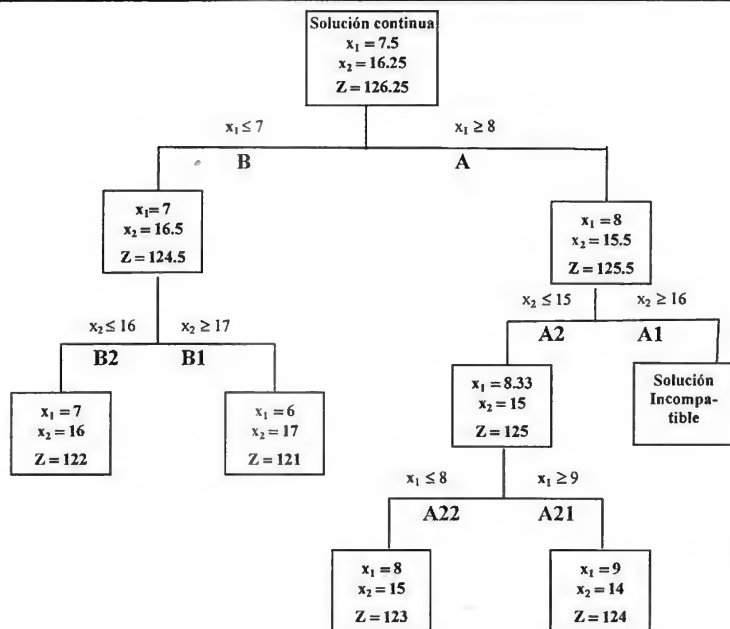 Solución continua
x₁ = 7.5
x₂ = 16.25
Z = 126.25
x₁ ≤ 7
x₁ ≥ 8
B
A
x₁ = 7
x₂ = 16.5
Z = 124.5
x₁ = 8
x₂ = 15.5
Z = 125.5
x₂ ≤ 16
x₂ ≥ 17
B2
B1
x₂ ≤ 15
x₂ ≥ 16
A2
A1
x₁ = 7
x₂ = 16
Z = 122
x₁ = 6
x₂ = 17
Z = 121
x₁ = 8.33
x₂ = 15
Z = 125
Solución
Incompa-
tible
x₁ ≤ 8
x₁ ≥ 9
A22
A21
x₁ = 8
x₂ = 15
Z = 123
x₁ = 9
x₂ = 14
Z = 124